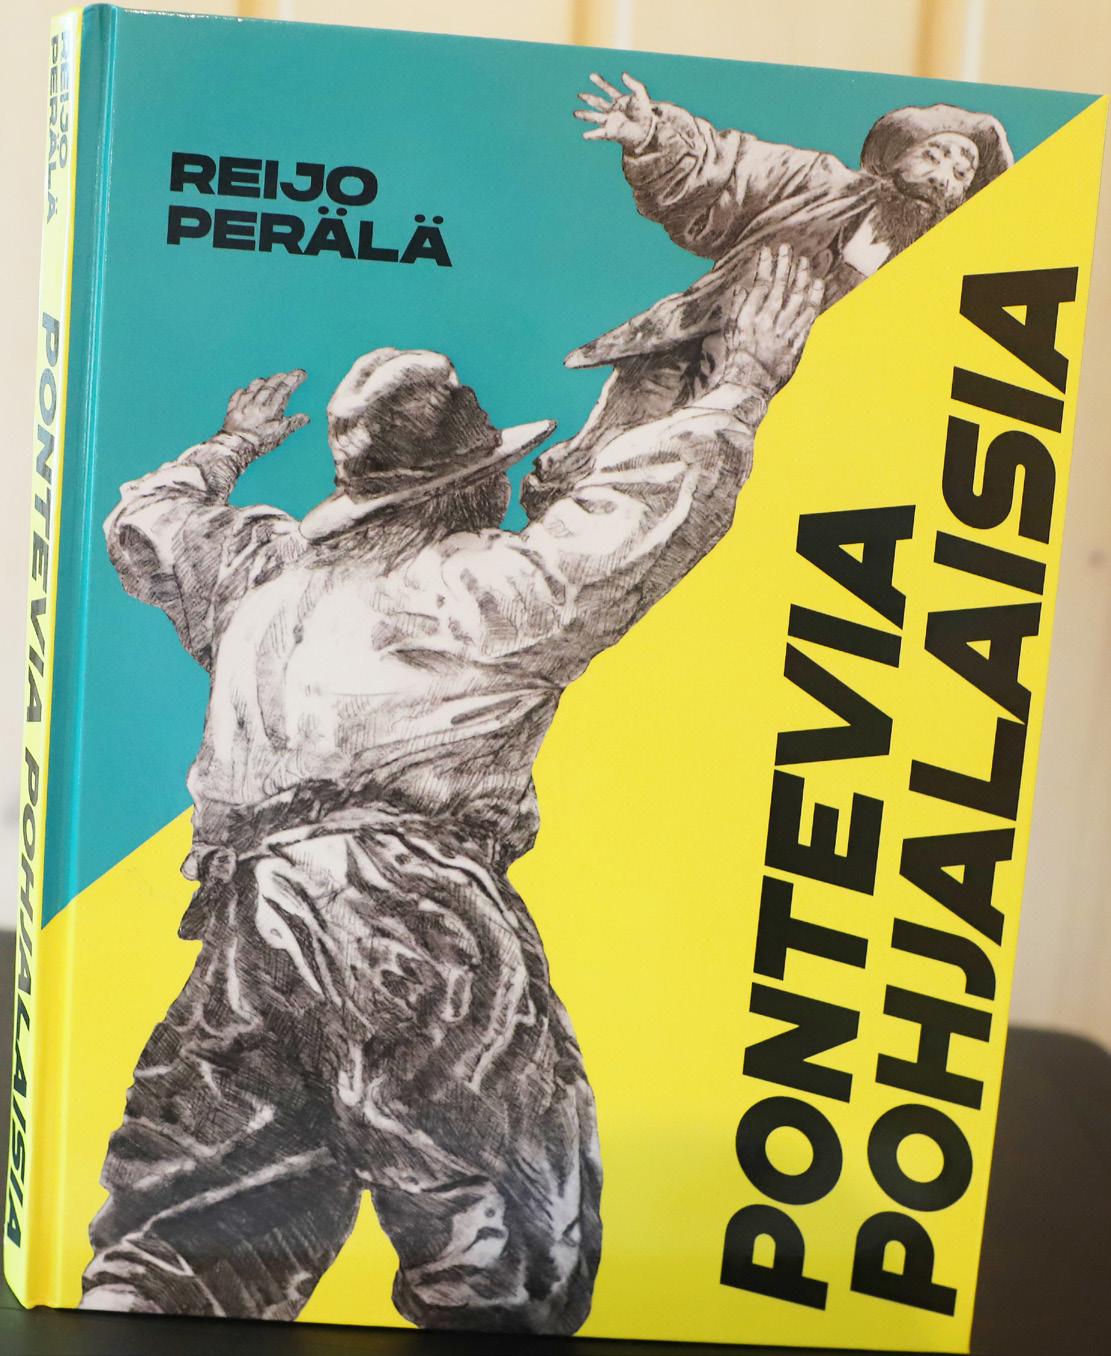 REIJO
PERÄLÄ
PONTEVIA
POHJALAISIA
REIJO
PERÄLÄ
PONTEVIA POHJALAISIA